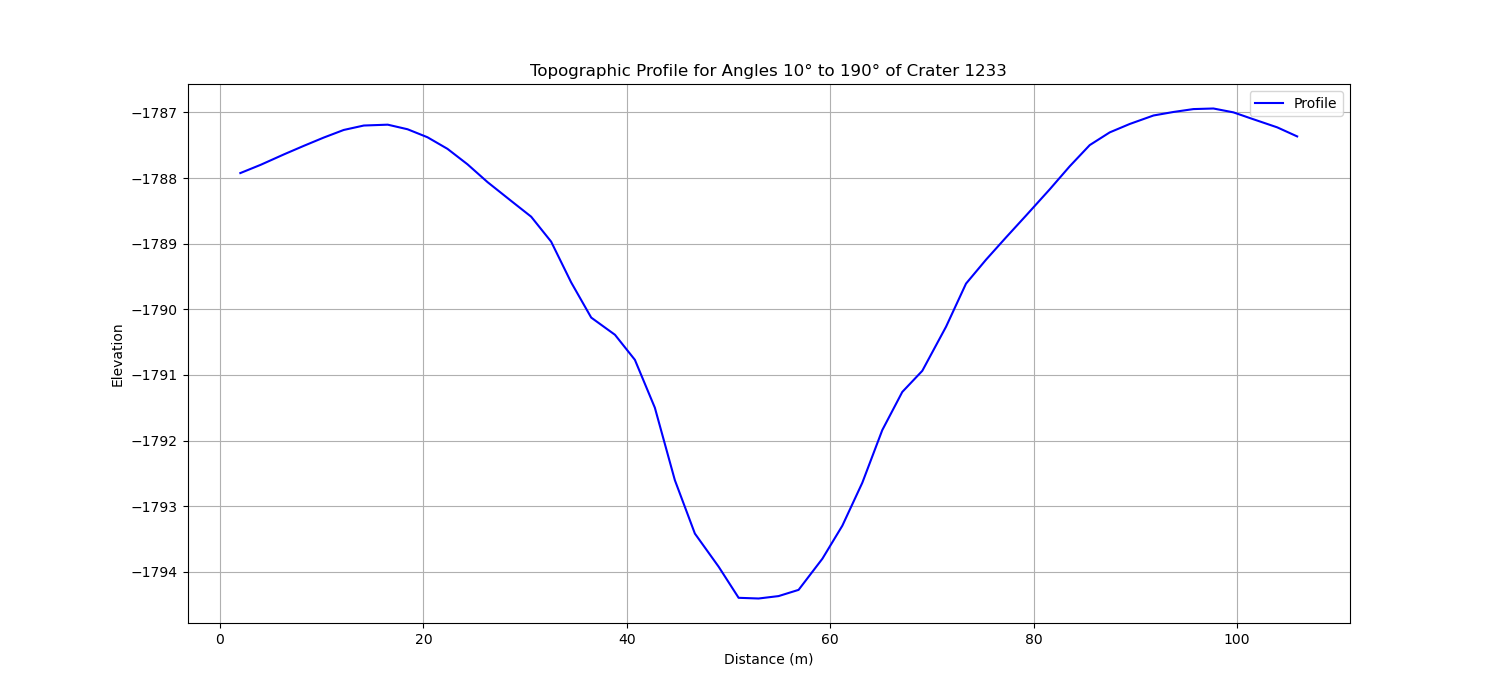 Topographic Profile for Angles 10° to 190° of Crater 1233
Profile
−1787
−1788
−1789
−1790
−1791
−1792
−1793
−1794
Elevation
0 20 40 60 80 100
Distance (m)